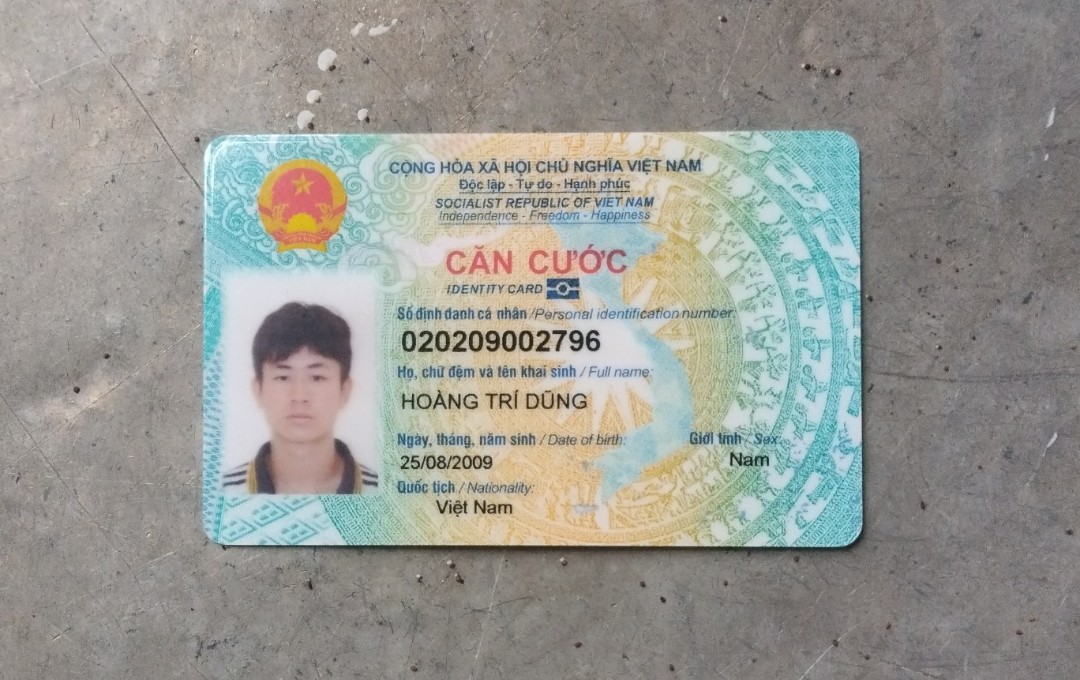 CỘNG HÒA XÃ HỘI CHỦ NGHĨA VIỆT NAM
Độc lập - Tự do - Hạnh phúc
SOCIALIST REPUBLIC OF VIET NAM
Independence - Freedom - Happiness
CĂN CƯỚC
IDENTITY CARD
Số định danh cá nhân / Personal identification number:
020209002796
Họ, chữ đệm và tên khai sinh / Full name:
HOÀNG TRÍ DŨNG
Ngày, tháng, năm sinh / Date of birth: Giới tính / Sex:
25/08/2009 Nam
Quốc tịch / Nationality:
Việt Nam